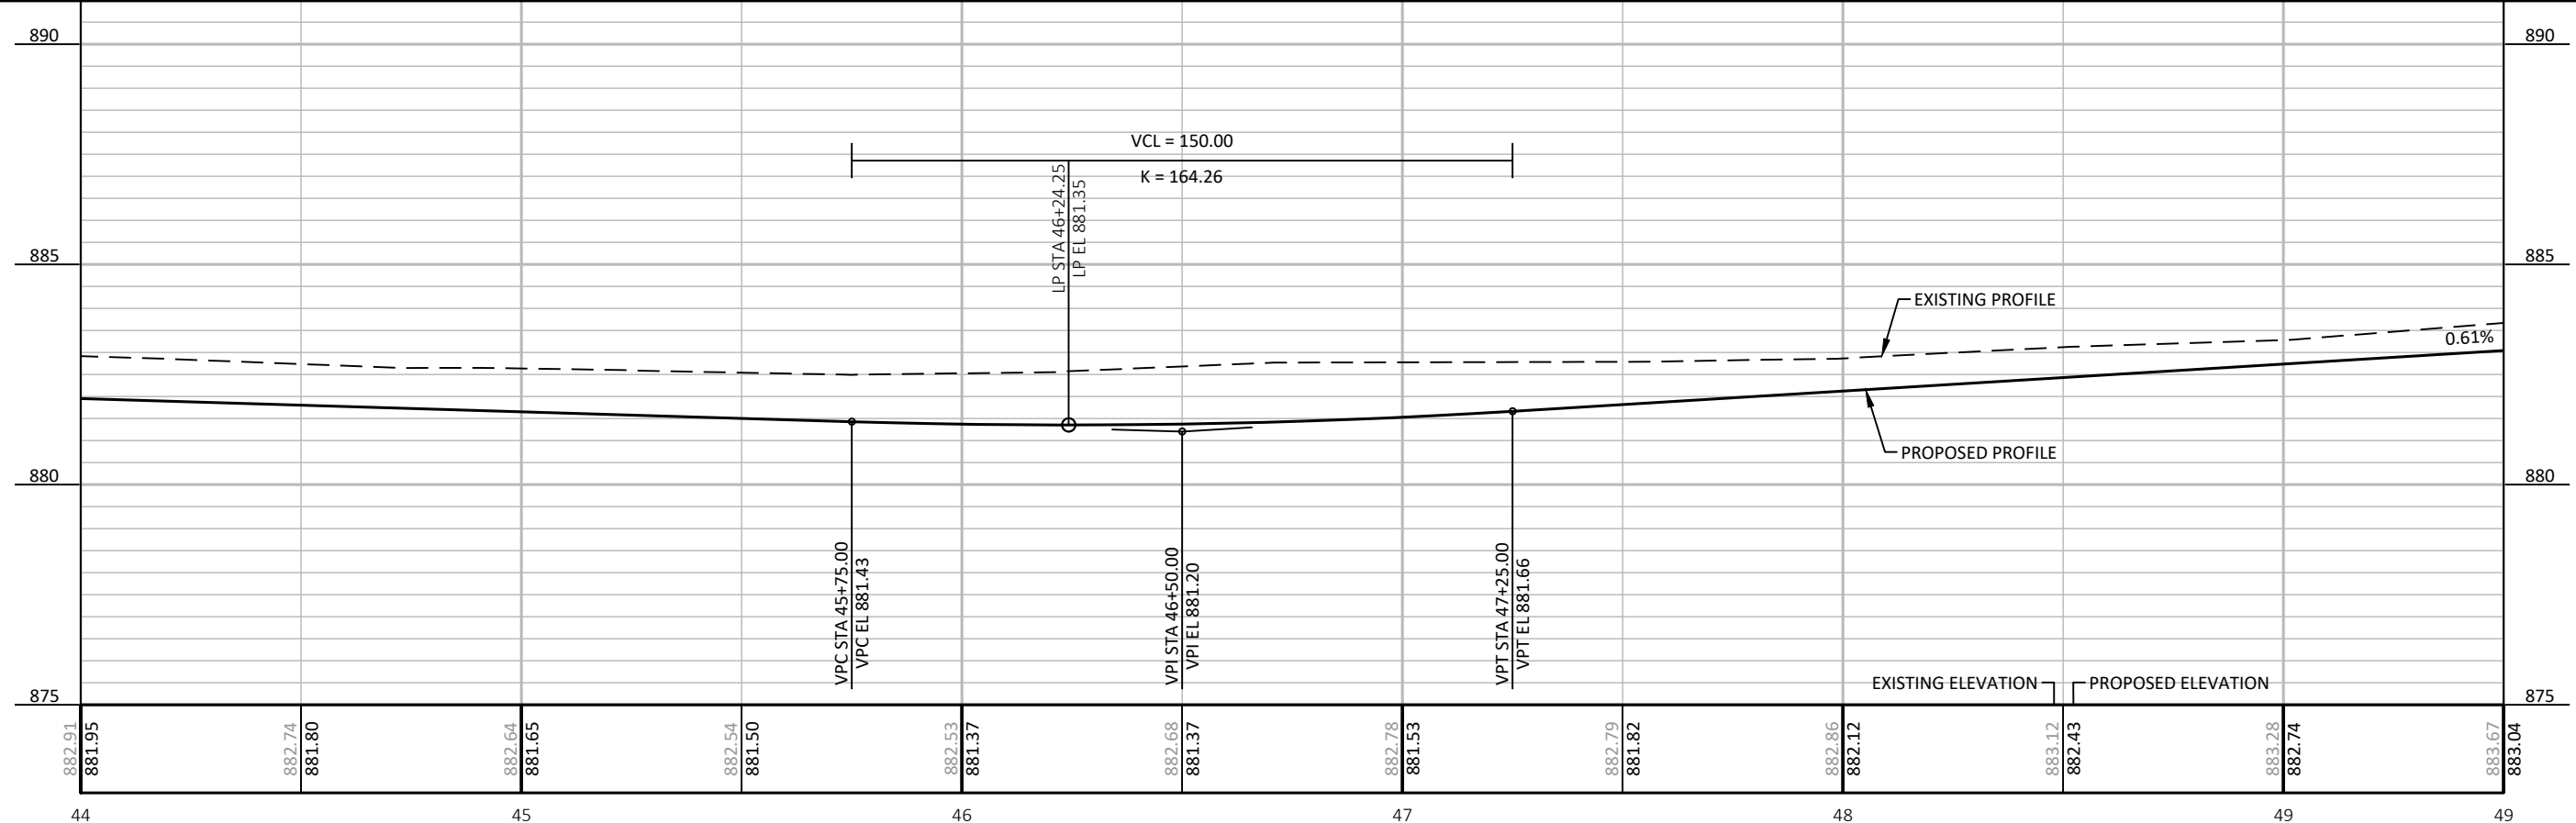 890
890
VCL = 150.00
K = 164.26
LP STA 46+24.25
LP EL 881.35
885
885
EXISTING PROFILE
0.61%
PROPOSED PROFILE
880
880
VPC STA 45+75.00
VPC EL 881.43
VPI STA 46+50.00
VPI EL 881.20
VPT STA 47+25.00
VPT EL 881.66
EXISTING ELEVATION
PROPOSED ELEVATION
875
875
882.91
881.95
882.74
881.80
882.64
881.65
882.54
881.50
882.53
881.37
882.68
881.37
882.78
881.53
882.79
881.82
882.86
882.12
883.12
882.43
883.28
882.74
883.67
883.04
44
45
46
47
48
49
49